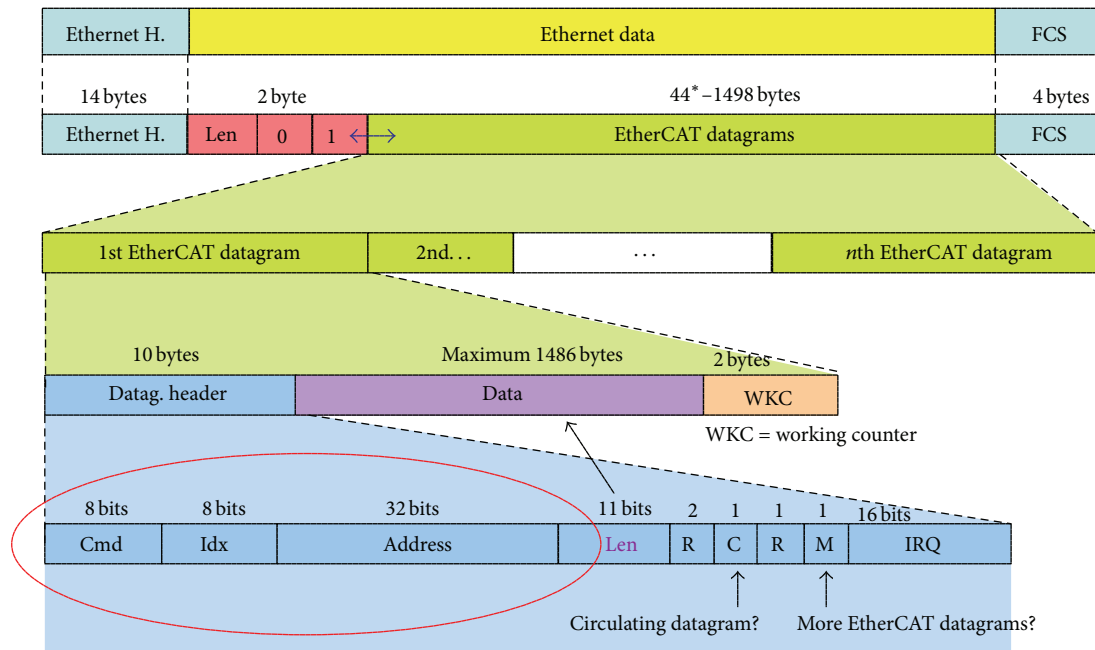 Ethernet H. Ethernet data FCS
14 bytes 2 byte 44*–1498 bytes 4 bytes
Ethernet H. Len 0 1 EtherCAT datagrams FCS
1st EtherCAT datagram 2nd... ... nth EtherCAT datagram
10 bytes Maximum 1486 bytes 2 bytes
Datag. header Data WKC
WKC = working counter
8 bits 8 bits 32 bits 11 bits 2 1 1 1 16 bits
Cmd Idx Address Len R C R M IRQ
Circulating datagram? More EtherCAT datagrams?